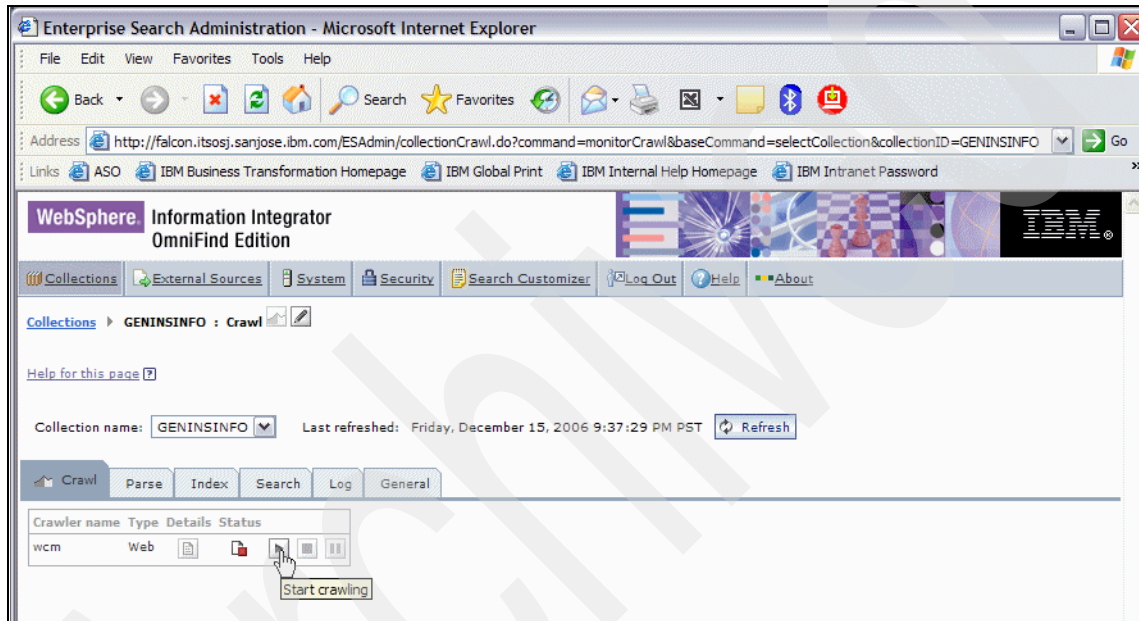 Enterprise Search Administration - Microsoft Internet Explorer
File Edit View Favorites Tools Help
Back Search Favorites
Address http://falcon.itsosj.sanjose.ibm.com/ESAdmin/collectionCrawl.do?command=monitorCrawl&baseCommand=selectCollection&collectionID=GENINSINFO Go
Links ASO IBM Business Transformation Homepage IBM Global Print IBM Internal Help Homepage IBM Intranet Password »
WebSphere. Information Integrator
OmniFind Edition
IBM®
Collections External Sources System Security Search Customizer Log Out Help About
Collections GENINSINFO : Crawl
Help for this page ?
Collection name: GENINSINFO Last refreshed: Friday, December 15, 2006 9:37:29 PM PST Refresh
Crawl Parse Index Search Log General
Crawler name Type Details Status
wcm Web
Start crawling